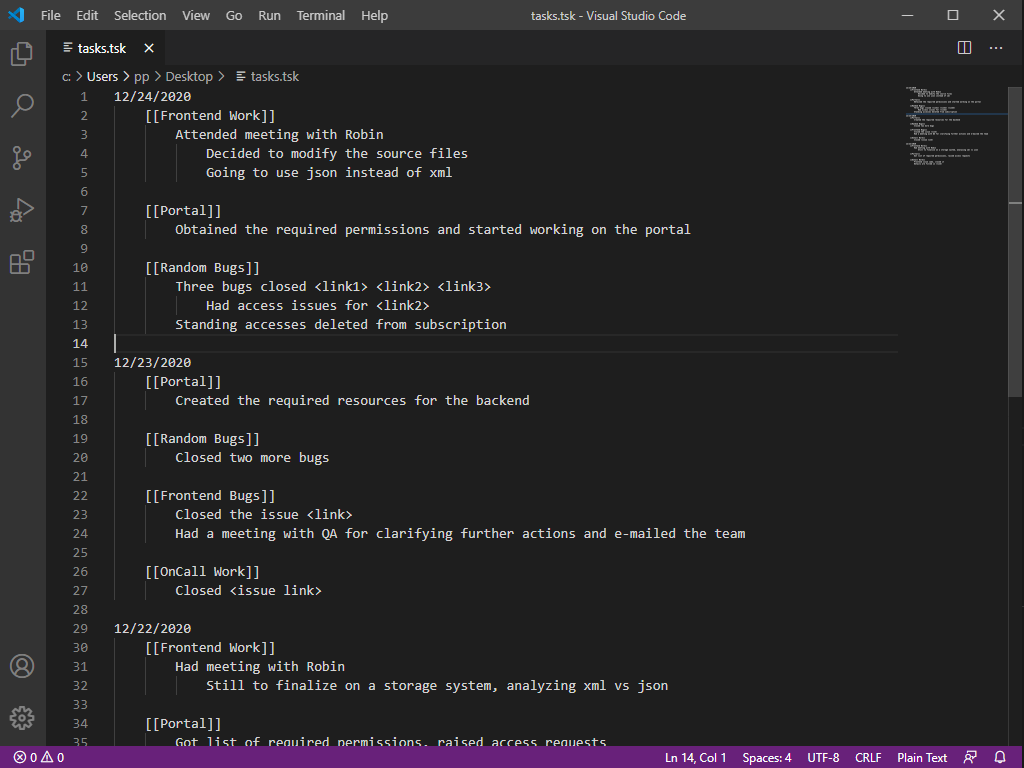 File Edit Selection View Go Run Terminal Help tasks.tsk - Visual Studio Code
tasks.tsk
c: > Users > pp > Desktop > tasks.tsk
1 12/24/2020
2 [[Frontend Work]]
3 Attended meeting with Robin
4 Decided to modify the source files
5 Going to use json instead of xml
6
7 [[Portal]]
8 Obtained the required permissions and started working on the portal
9
10 [[Random Bugs]]
11 Three bugs closed <link1> <link2> <link3>
12 Had access issues for <link2>
13 Standing accesses deleted from subscription
14
15 12/23/2020
16 [[Portal]]
17 Created the required resources for the backend
18
19 [[Random Bugs]]
20 Closed two more bugs
21
22 [[Frontend Bugs]]
23 Closed the issue <link>
24 Had a meeting with QA for clarifying further actions and e-mailed the team
25
26 [[OnCall Work]]
27 Closed <issue link>
28
29 12/22/2020
30 [[Frontend Work]]
31 Had meeting with Robin
32 Still to finalize on a storage system, analyzing xml vs json
33
34 [[Portal]]
35 Got list of required permissions, raised access requests
0 0 Ln 14, Col 1 Spaces: 4 UTF-8 CRLF Plain Text